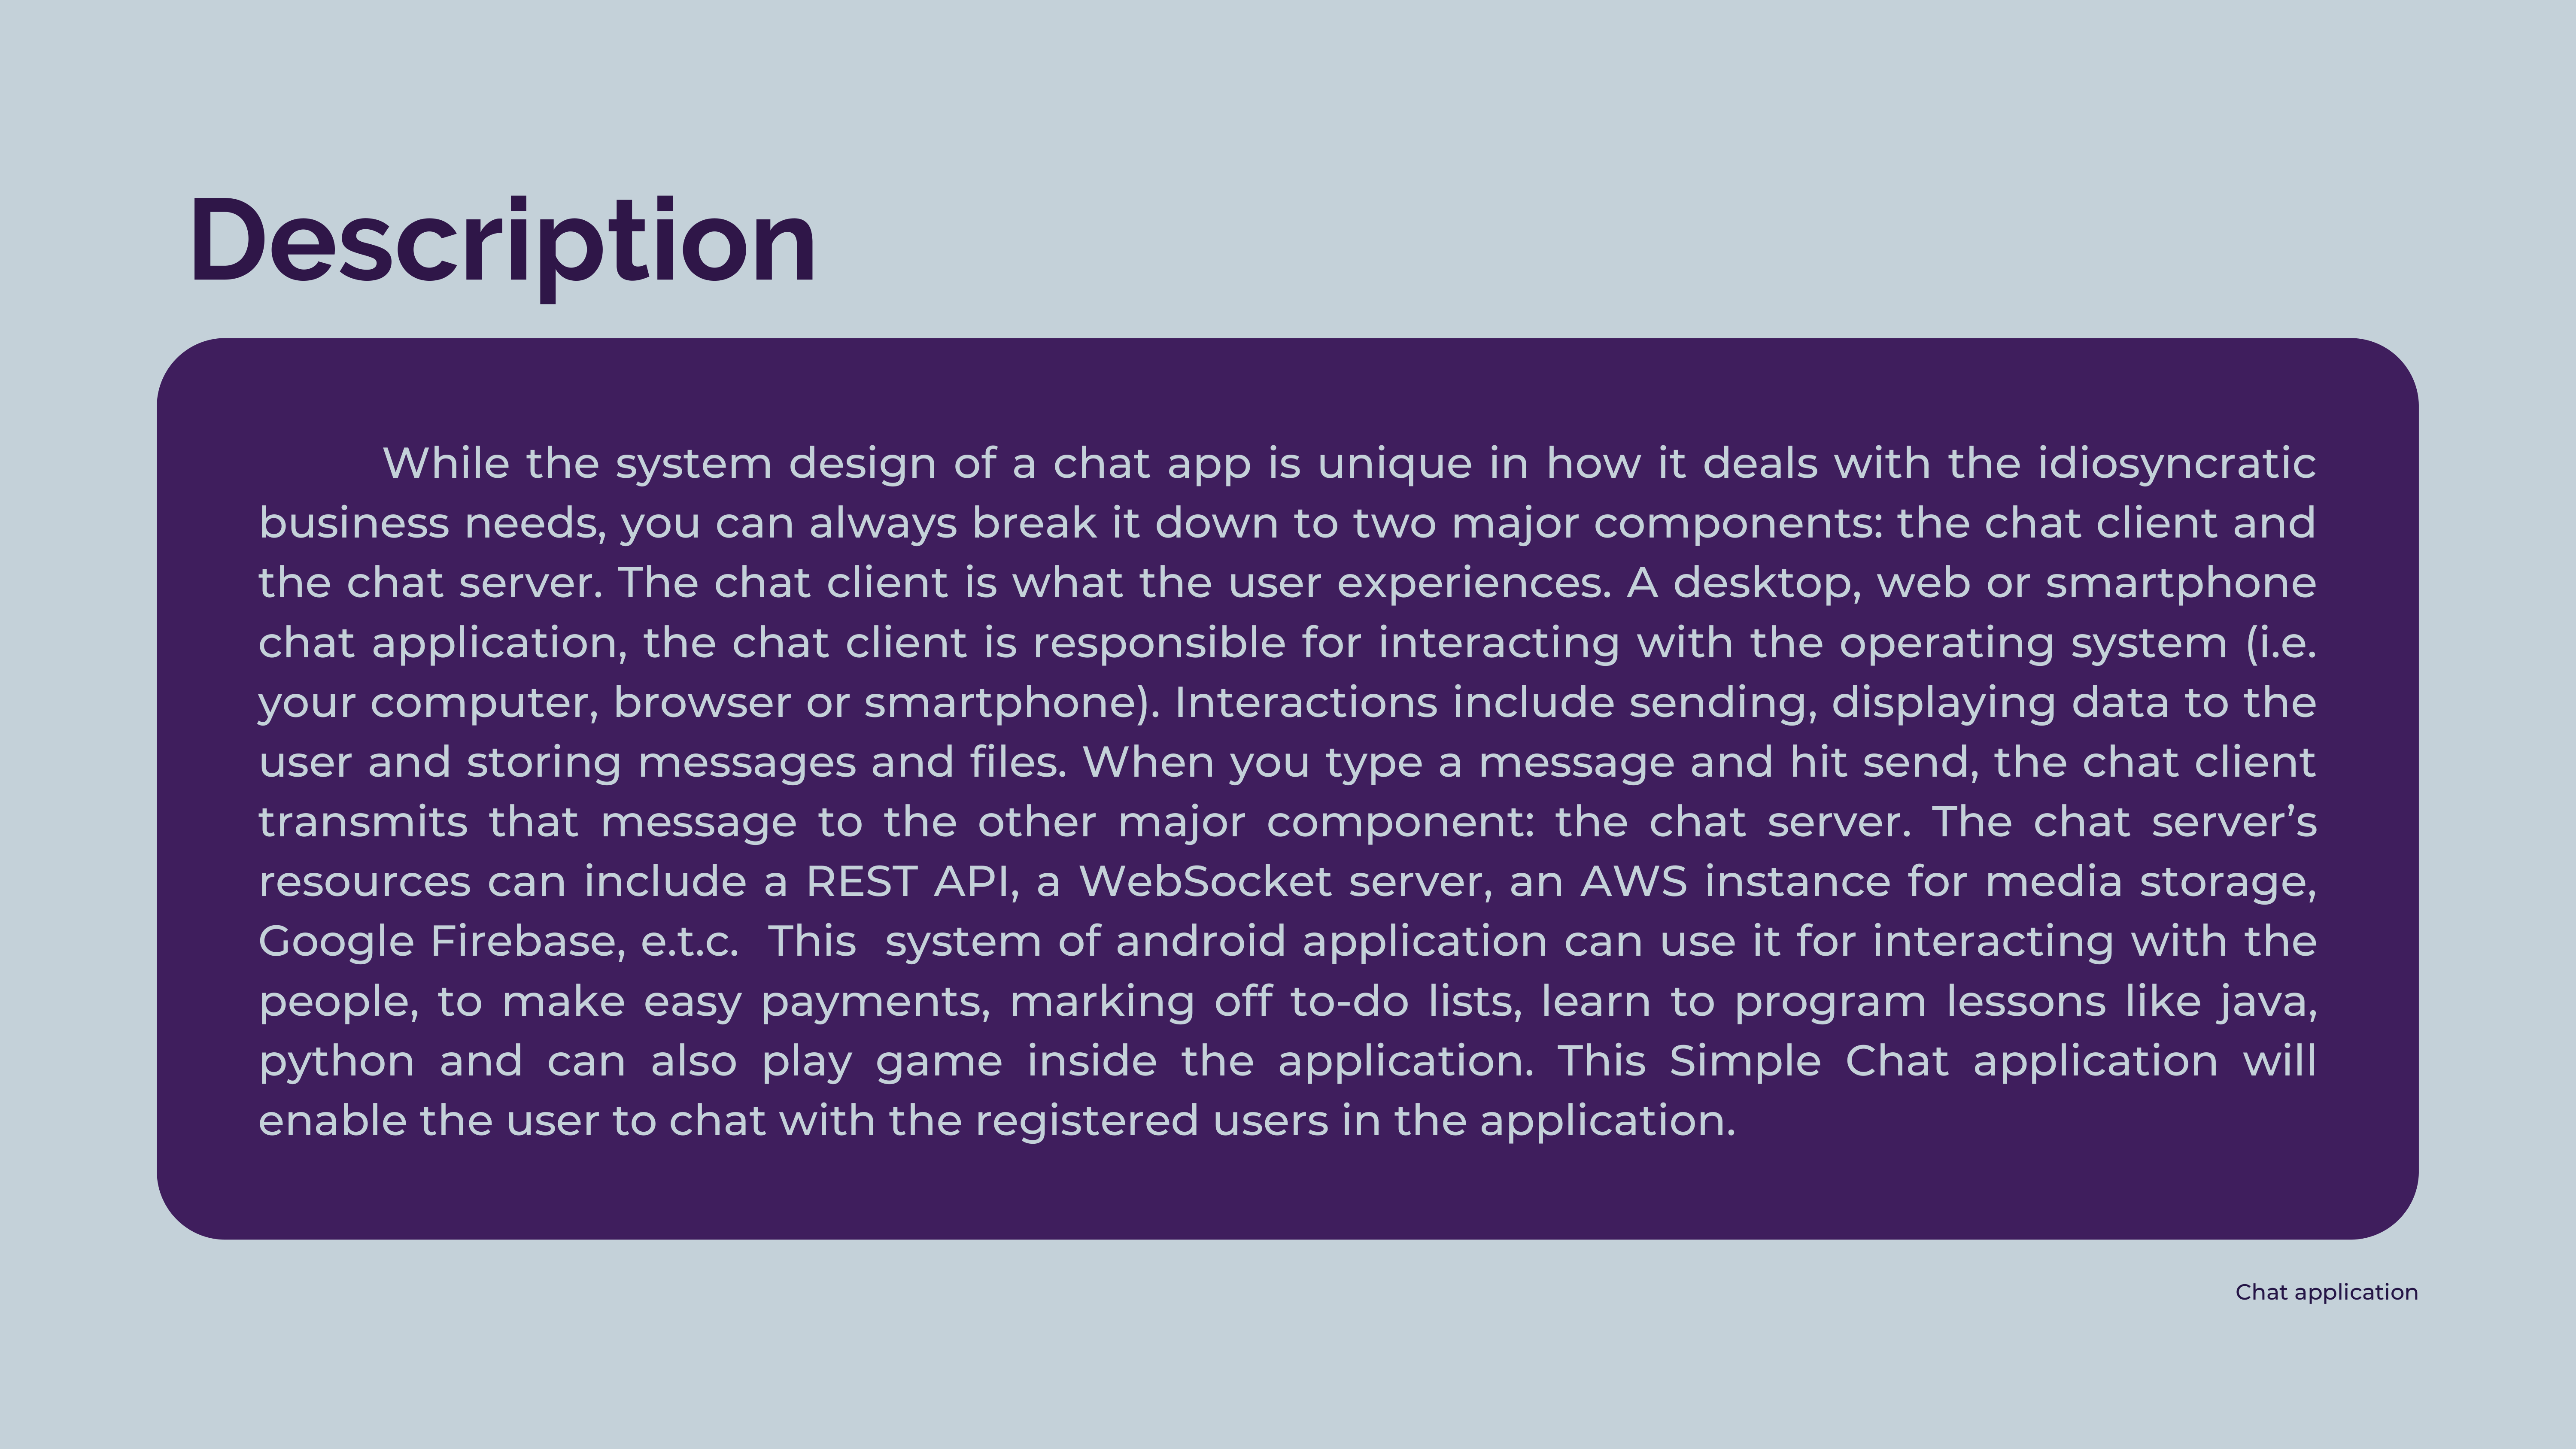 Description
While the system design of a chat app is unique in how it deals with the idiosyncratic
business needs, you can always break it down to two major components: the chat client and
the chat server. The chat client is what the user experiences. A desktop, web or smartphone
chat application, the chat client is responsible for interacting with the operating system (i.e.
your computer, browser or smartphone). Interactions include sending, displaying data to the
user and storing messages and files. When you type a message and hit send, the chat client
transmits that message to the other major component: the chat server. The chat server’s
resources can include a REST API, a WebSocket server, an AWS instance for media storage,
Google Firebase, e.t.c.  This  system of android application can use it for interacting with the
people, to make easy payments, marking off to-do lists, learn to program lessons like java,
python and can also play game inside the application. This Simple Chat application will
enable the user to chat with the registered users in the application.
Chat application